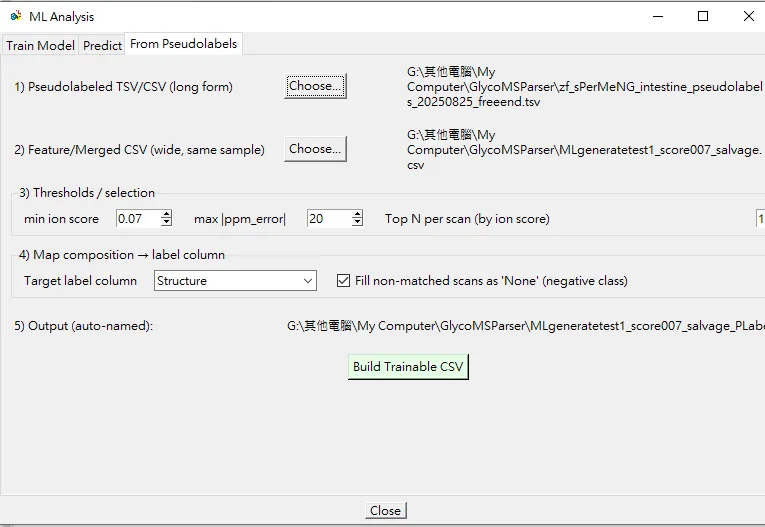 ML Analysis
Train Model Predict From Pseudolabels
1) Pseudolabeled TSV/CSV (long form) Choose... G:\其他電腦\My
Computer\GlycoMSParser\zf_sPerMeNG_intestine_pseudolabel
s_20250825_freeend.tsv
2) Feature/Merged CSV (wide, same sample) Choose... G:\其他電腦\My
Computer\GlycoMSParser\MLgeneratetest1_score007_salvage.
csv
3) Thresholds / selection
min ion score 0.07 max |ppm_error| 20 Top N per scan (by ion score) 1
4) Map composition → label column
Target label column Structure Fill non-matched scans as 'None' (negative class)
5) Output (auto-named): G:\其他電腦\My Computer\GlycoMSParser\MLgeneratetest1_score007_salvage_PLabe
Build Trainable CSV
Close